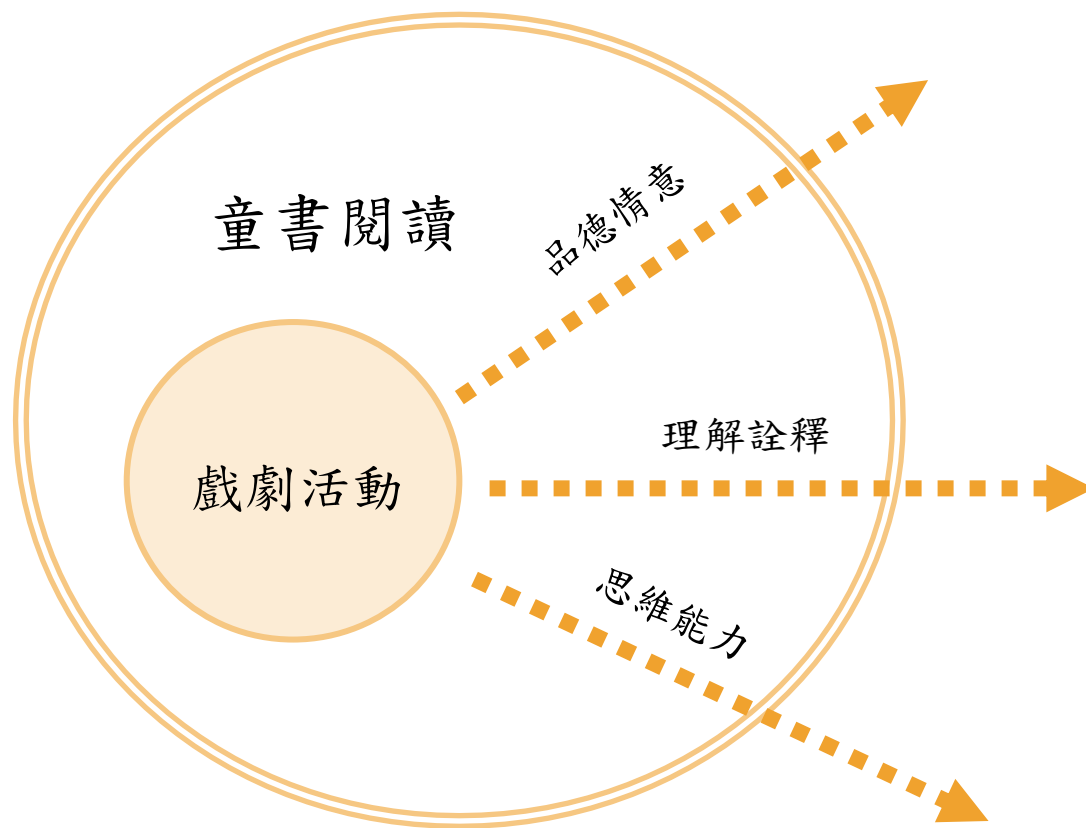 童書閱讀
品德情意
理解詮釋
戲劇活動
思維能力